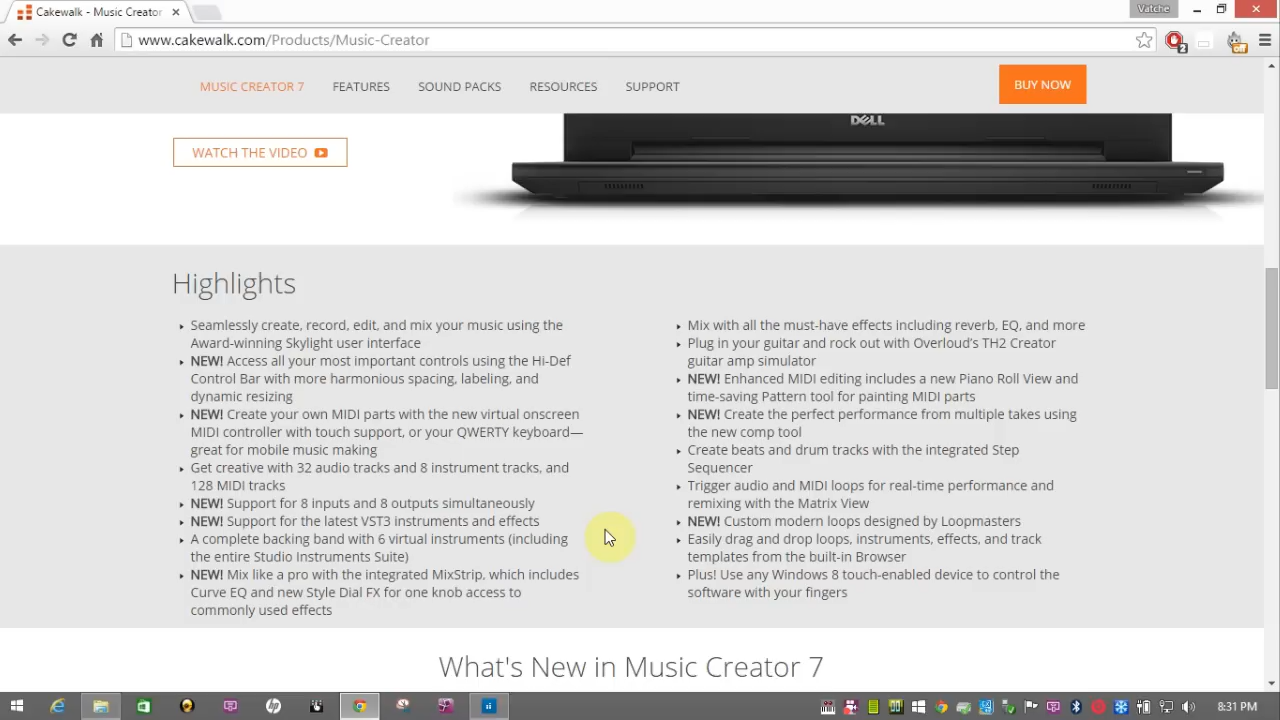 Cakewalk - Music Creator
Vatche
www.cakewalk.com/Products/Music-Creator
2
off
MUSIC CREATOR 7 FEATURES SOUND PACKS RESOURCES SUPPORT BUY NOW
DELL
WATCH THE VIDEO
Highlights
Seamlessly create, record, edit, and mix your music using the
Award-winning Skylight user interface
NEW! Access all your most important controls using the Hi-Def
Control Bar with more harmonious spacing, labeling, and
dynamic resizing
NEW! Create your own MIDI parts with the new virtual onscreen
MIDI controller with touch support, or your QWERTY keyboard—
great for mobile music making
Get creative with 32 audio tracks and 8 instrument tracks, and
128 MIDI tracks
NEW! Support for 8 inputs and 8 outputs simultaneously
NEW! Support for the latest VST3 instruments and effects
A complete backing band with 6 virtual instruments (including
the entire Studio Instruments Suite)
NEW! Mix like a pro with the integrated MixStrip, which includes
Curve EQ and new Style Dial FX for one knob access to
commonly used effects
Mix with all the must-have effects including reverb, EQ, and more
Plug in your guitar and rock out with Overloud's TH2 Creator
guitar amp simulator
NEW! Enhanced MIDI editing includes a new Piano Roll View and
time-saving Pattern tool for painting MIDI parts
NEW! Create the perfect performance from multiple takes using
the new comp tool
Create beats and drum tracks with the integrated Step
Sequencer
Trigger audio and MIDI loops for real-time performance and
remixing with the Matrix View
NEW! Custom modern loops designed by Loopmasters
Easily drag and drop loops, instruments, effects, and track
templates from the built-in Browser
Plus! Use any Windows 8 touch-enabled device to control the
software with your fingers
What's New in Music Creator 7
8:31 PM